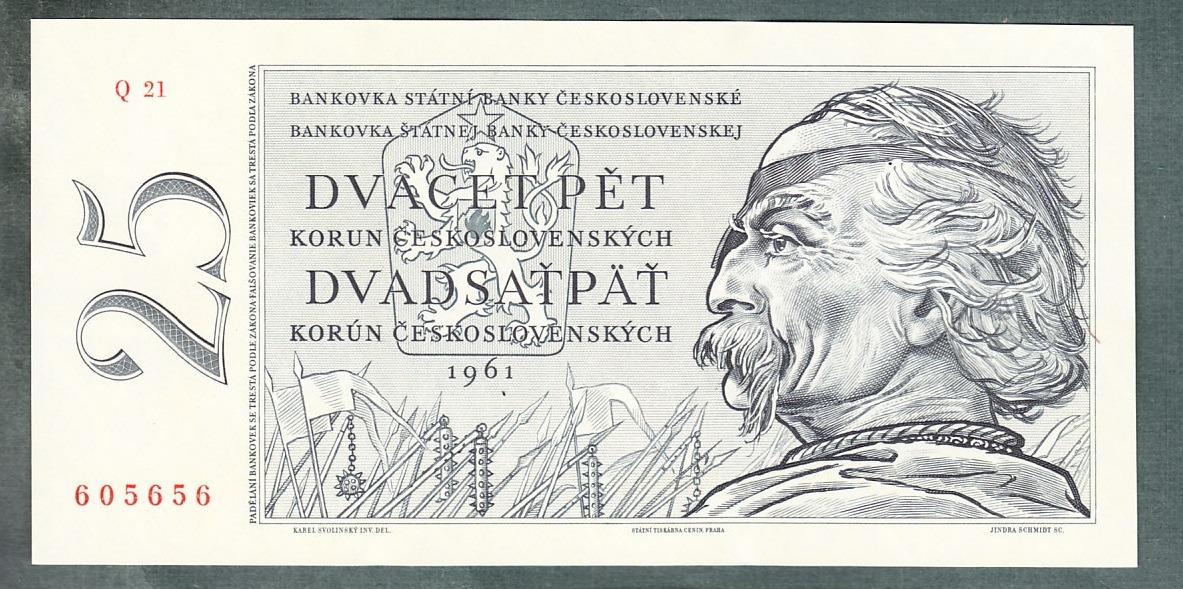 Q 21
25
605656
PADĚLÁNÍ BANKOVEK SE TRESTÁ PODLE ZÁKONA·FALŠOVANIE BANKOVIEK SA TRESTÁ PODĽA ZÁKONA
BANKOVKA STÁTNÍ BANKY ČESKOSLOVENSKÉ
BANKOVKA ŠTÁTNEJ BANKY ČESKOSLOVENSKEJ
DVACET PĚT
KORUN ČESKOSLOVENSKÝCH
DVADSAŤPÄŤ
KORÚN ČESKOSLOVENSKÝCH
1961
KAREL SVOLINSKÝ INV. DEL.
STÁTNÍ TISKÁRNA CENIN, PRAHA
JINDRA SCHMIDT SC.